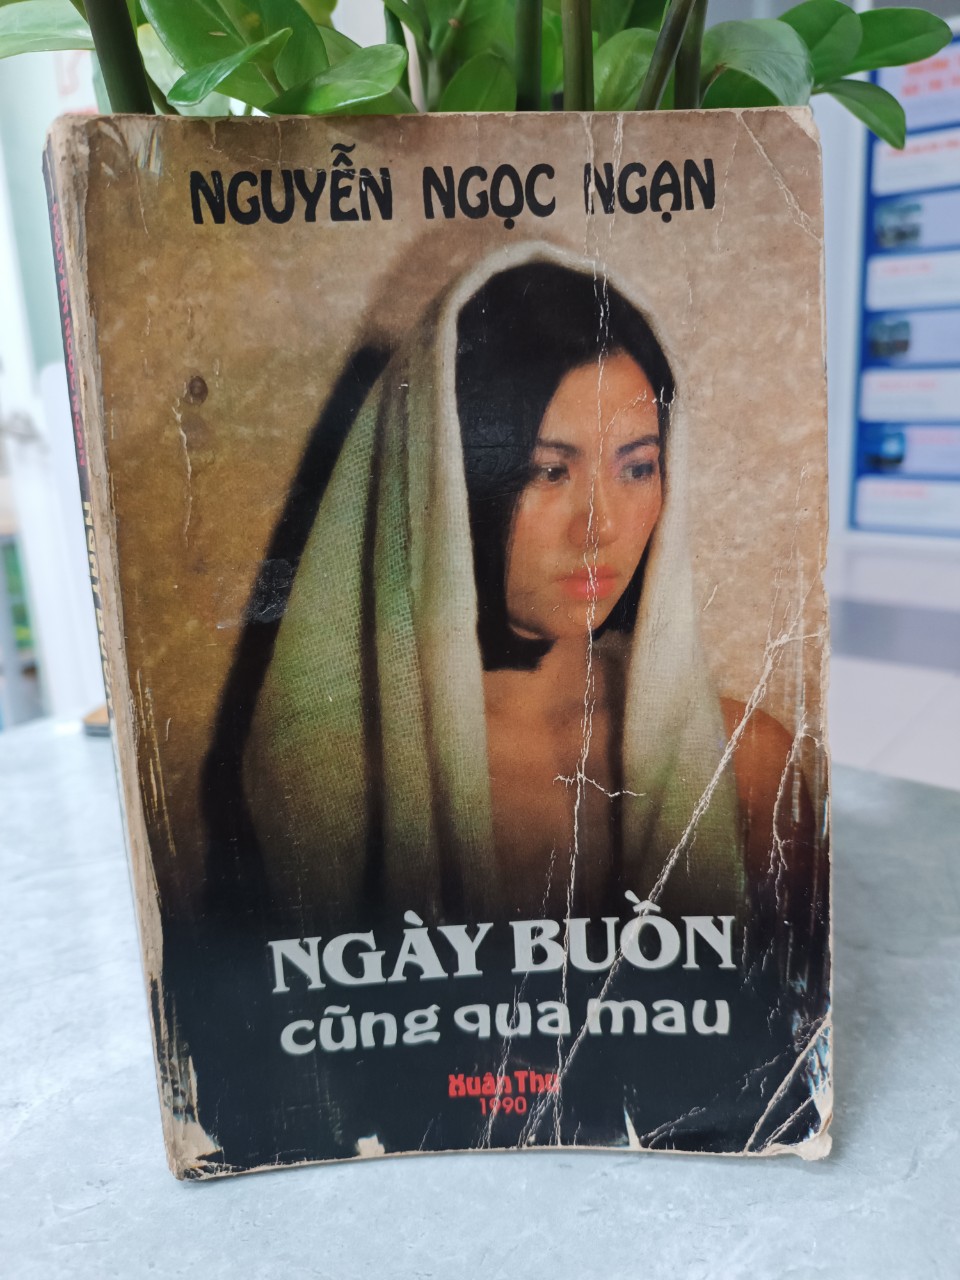 NGUYỄN NGỌC NGẠN
NGÀY BUỒN
cũng qua mau
Xuân Thu
1990